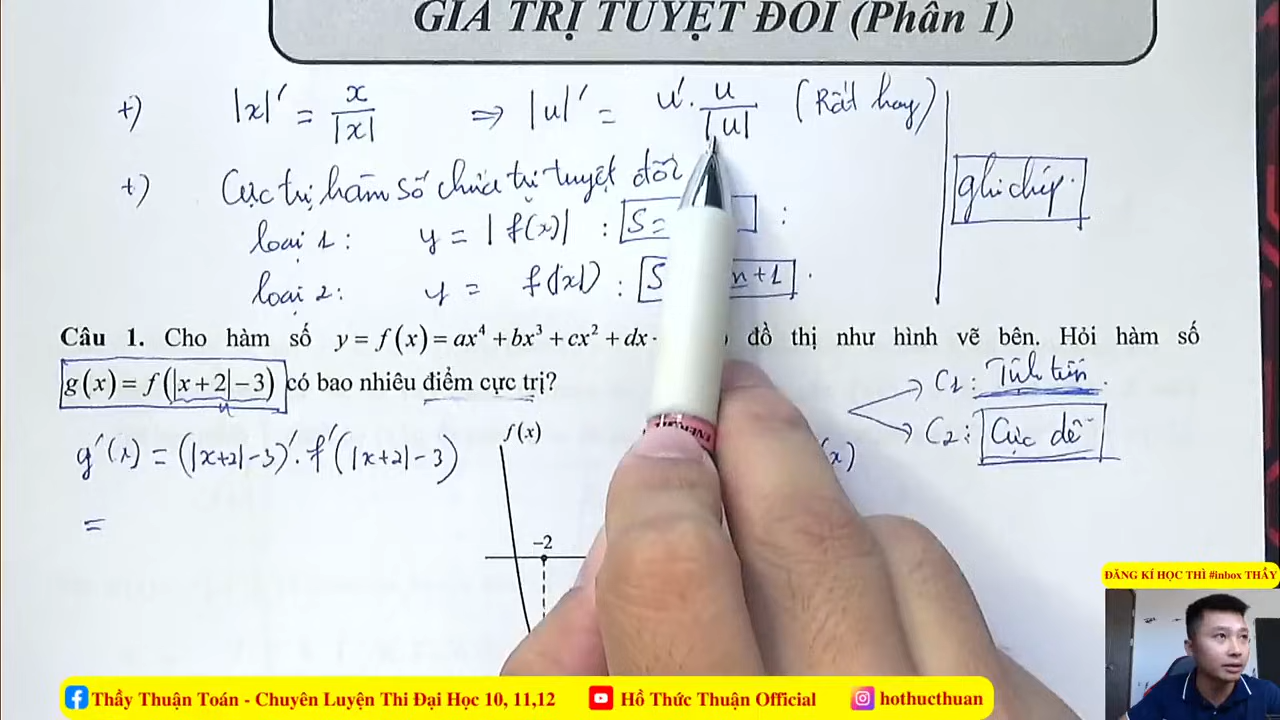 GIÁ TRỊ TUYỆT ĐỐI (Phần 1)
+) |x|' = x/|x| => |u|' = u'. u/|u| (Rất hay)
ghi chép.
+) Cực trị hàm số chứa trị tuyệt đối
loại 1: y = |f(x)| : S= :
loại 2: y = f(|x|) : S n+1 .
Câu 1. Cho hàm số y = f(x) = ax⁴ + bx³ + cx² + dx đồ thị như hình vẽ bên. Hỏi hàm số
g(x) = f(|x+2|−3) có bao nhiêu điểm cực trị?
u
C1: Tịnh tiến
C2: Cực dễ
g'(x) = (|x+2|-3)'. f'(|x+2|-3)
f(x)
(x)
=
−2
ĐĂNG KÍ HỌC THÌ #inbox THẦY
Thầy Thuận Toán - Chuyên Luyện Thi Đại Học 10, 11,12
Hồ Thức Thuận Official
hothucthuan